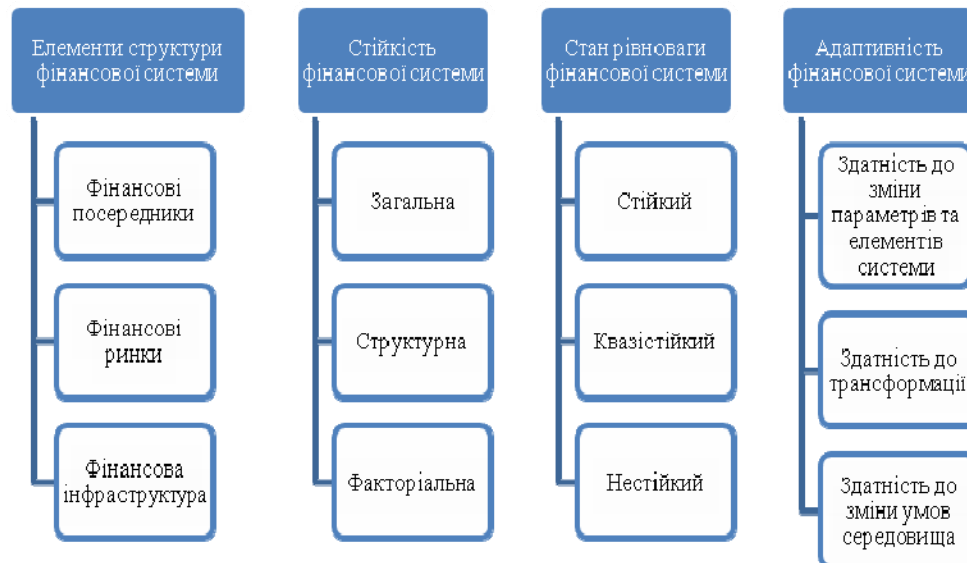 Елементи структури
фінансової системи
Фінансові
посередники
Фінансові
ринки
Фінансова
інфраструктура
Стійкість
фінансової системи
Загальна
Структурна
Факторіальна
Стан рівноваги
фінансової системи
Стійкий
Квазістійкий
Нестійкий
Адаптивність
фінансової системи
Здатність до
зміни
параметрів та
елементів
системи
Здатність до
трансформації
Здатність до
зміни умов
середовища